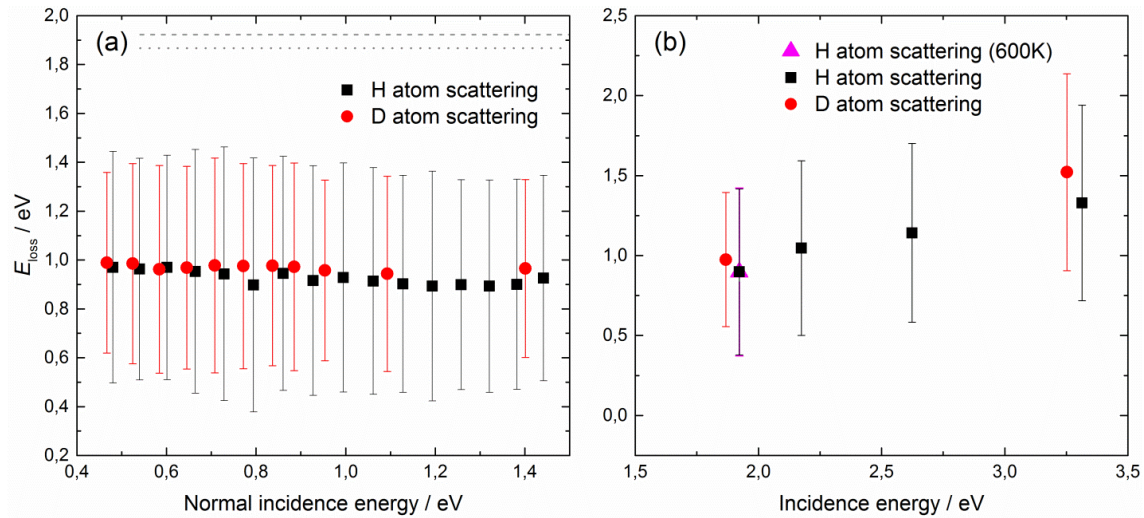 (a)
H atom scattering
D atom scattering
2,0
1,8
1,6
1,4
1,2
1,0
0,8
0,6
0,4
0,2
E_loss / eV
0,4 0,6 0,8 1,0 1,2 1,4
Normal incidence energy / eV
(b)
H atom scattering (600K)
H atom scattering
D atom scattering
2,5
2,0
1,5
1,0
0,5
0,0
1,5 2,0 2,5 3,0 3,5
Incidence energy / eV